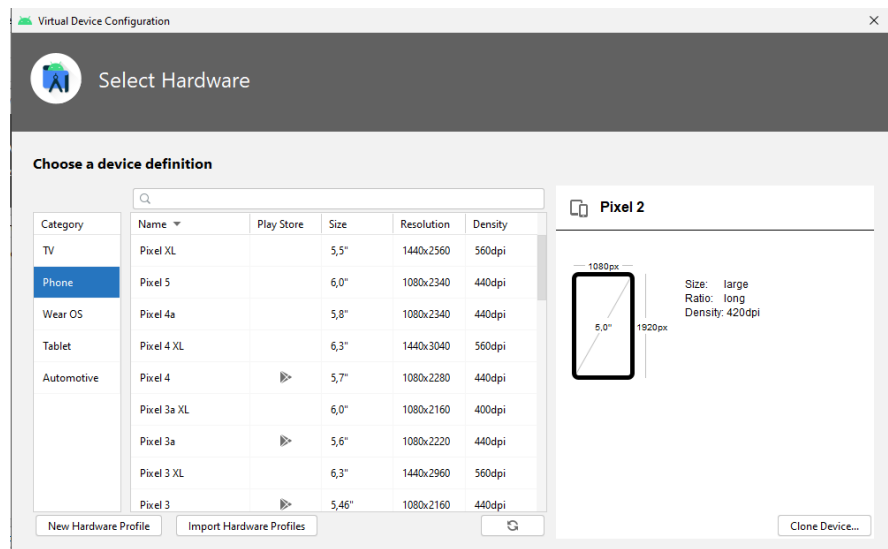 Virtual Device Configuration
Select Hardware
Choose a device definition
Category
TV
Phone
Wear OS
Tablet
Automotive
Name Play Store Size Resolution Density
Pixel XL 5,5" 1440x2560 560dpi
Pixel 5 6,0" 1080x2340 440dpi
Pixel 4a 5,8" 1080x2340 440dpi
Pixel 4 XL 6,3" 1440x3040 560dpi
Pixel 4 5,7" 1080x2280 440dpi
Pixel 3a XL 6,0" 1080x2160 400dpi
Pixel 3a 5,6" 1080x2220 440dpi
Pixel 3 XL 6,3" 1440x2960 560dpi
Pixel 3 5,46" 1080x2160 440dpi
New Hardware Profile
Import Hardware Profiles
Pixel 2
1080px
5,0"
1920px
Size: large
Ratio: long
Density: 420dpi
Clone Device...